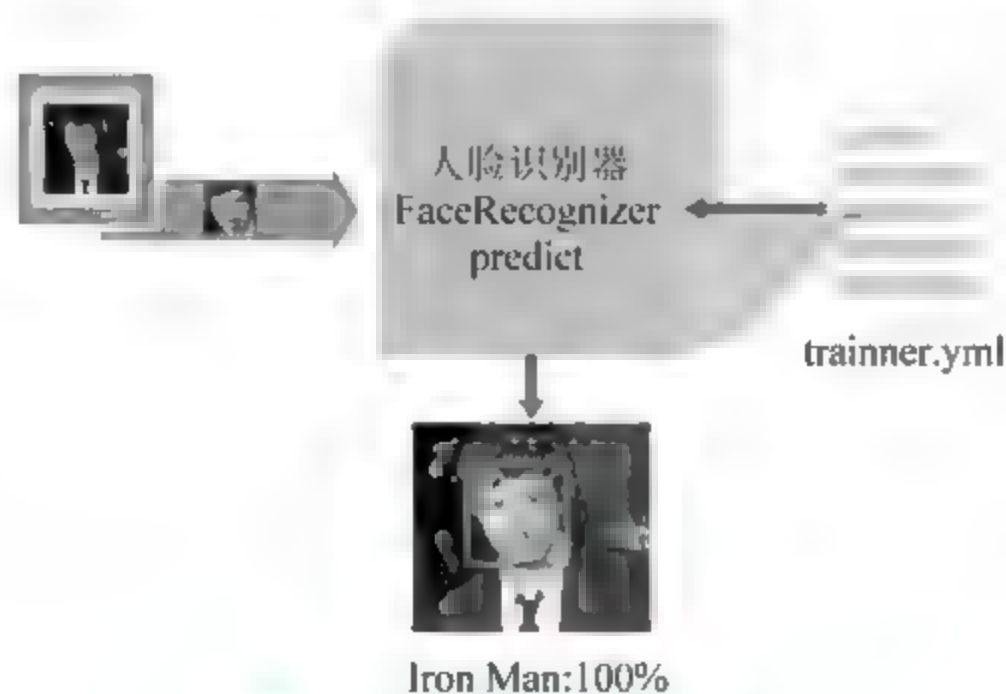 人脸识别器
FaceRecognizer
predict
trainner.yml
Iron Man:100%